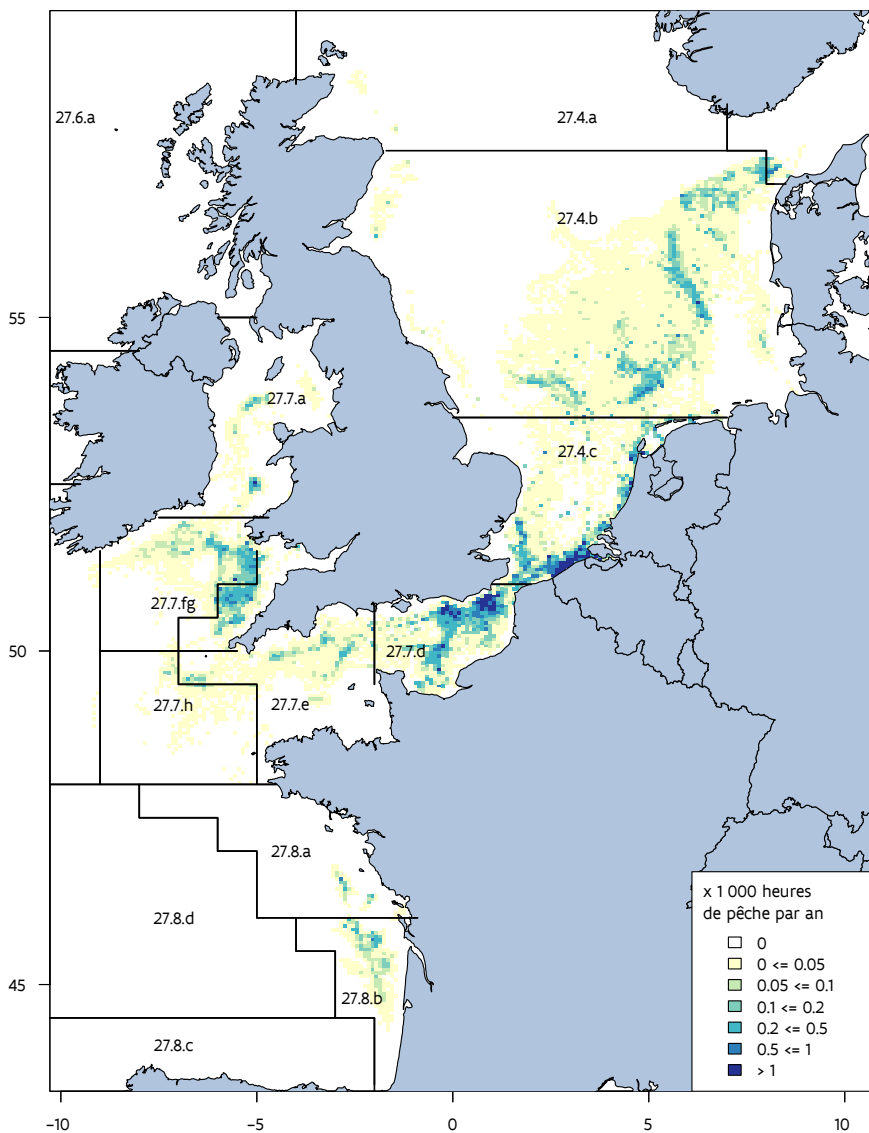 27.6.a
27.4.a
27.4.b
55
27.7.a
27.4.c
27.7.fg
50
27.7.d
27.7.h
27.7.e
27.8.a
x 1 000 heures
de pêche par an
0
0 <= 0.05
0.05 <= 0.1
0.1 <= 0.2
0.2 <= 0.5
0.5 <= 1
> 1
27.8.d
45
27.8.b
27.8.c
−10
−5
0
5
10